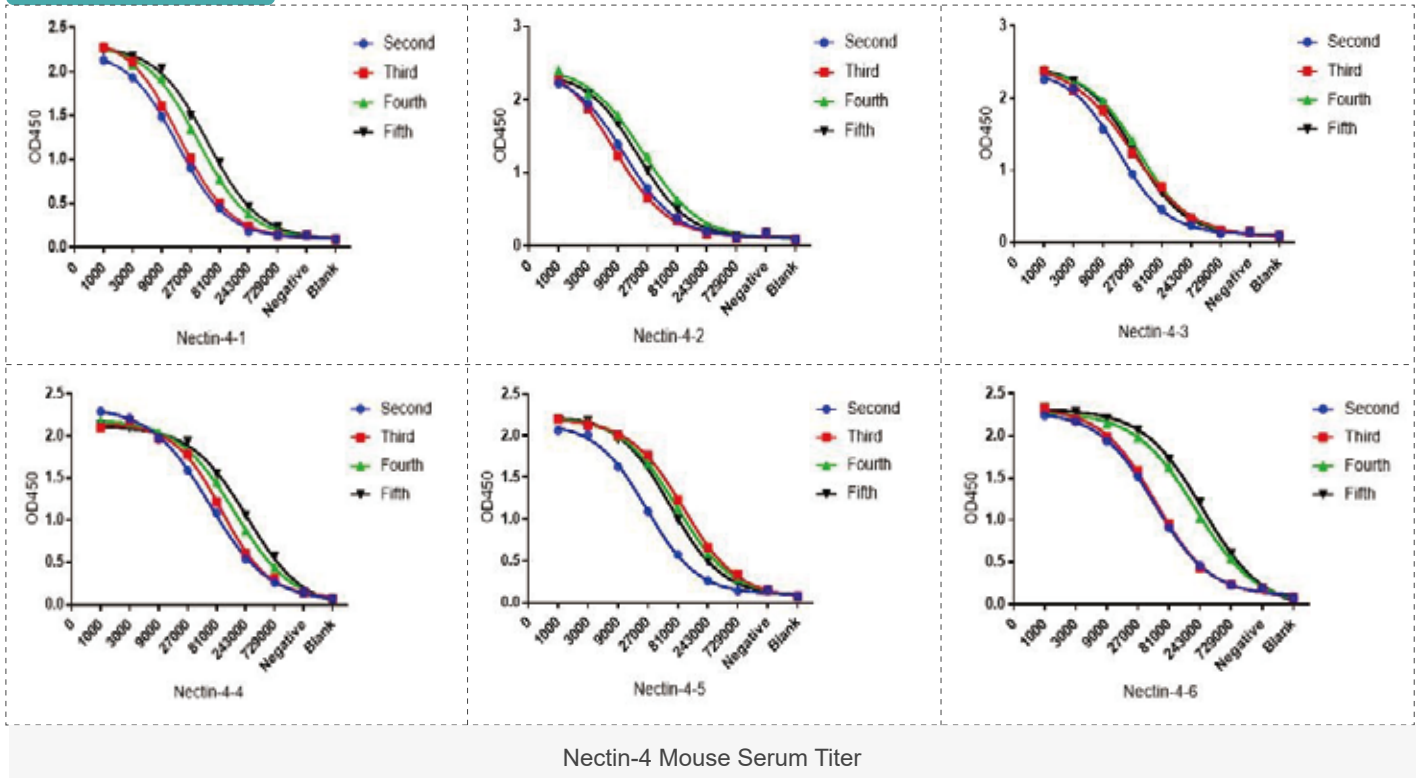 2.5
2.0
1.5
1.0
0.5
0.0
OD450
0
1000
3000
9000
27000
81000
243000
729000
Negative
Blank
Second
Third
Fourth
Fifth
Nectin-4-1
3
2
1
0
OD450
0
1000
3000
9000
27000
81000
243000
729000
Negative
Blank
Second
Third
Fourth
Fifth
Nectin-4-2
3
2
1
0
OD450
0
1000
3000
9000
27000
81000
243000
729000
Negative
Blank
Second
Third
Fourth
Fifth
Nectin-4-3
2.5
2.0
1.5
1.0
0.5
0.0
OD450
0
1000
3000
9000
27000
81000
243000
729000
Negative
Blank
Second
Third
Fourth
Fifth
Nectin-4-4
2.5
2.0
1.5
1.0
0.5
0.0
OD450
0
1000
3000
9000
27000
81000
243000
729000
Negative
Blank
Second
Third
Fourth
Fifth
Nectin-4-5
2.5
2.0
1.5
1.0
0.5
0.0
OD450
0
1000
3000
9000
27000
81000
243000
729000
Negative
Blank
Second
Third
Fourth
Fifth
Nectin-4-6
Nectin-4 Mouse Serum Titer